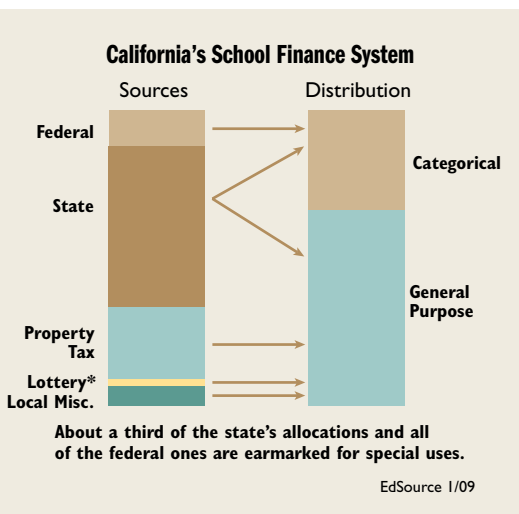 California's School Finance System
Sources
Distribution
Federal
Categorical
State
General
Purpose
Property
Tax
Lottery*
Local Misc.
About a third of the state's allocations and all
of the federal ones are earmarked for special uses.
EdSource 1/09